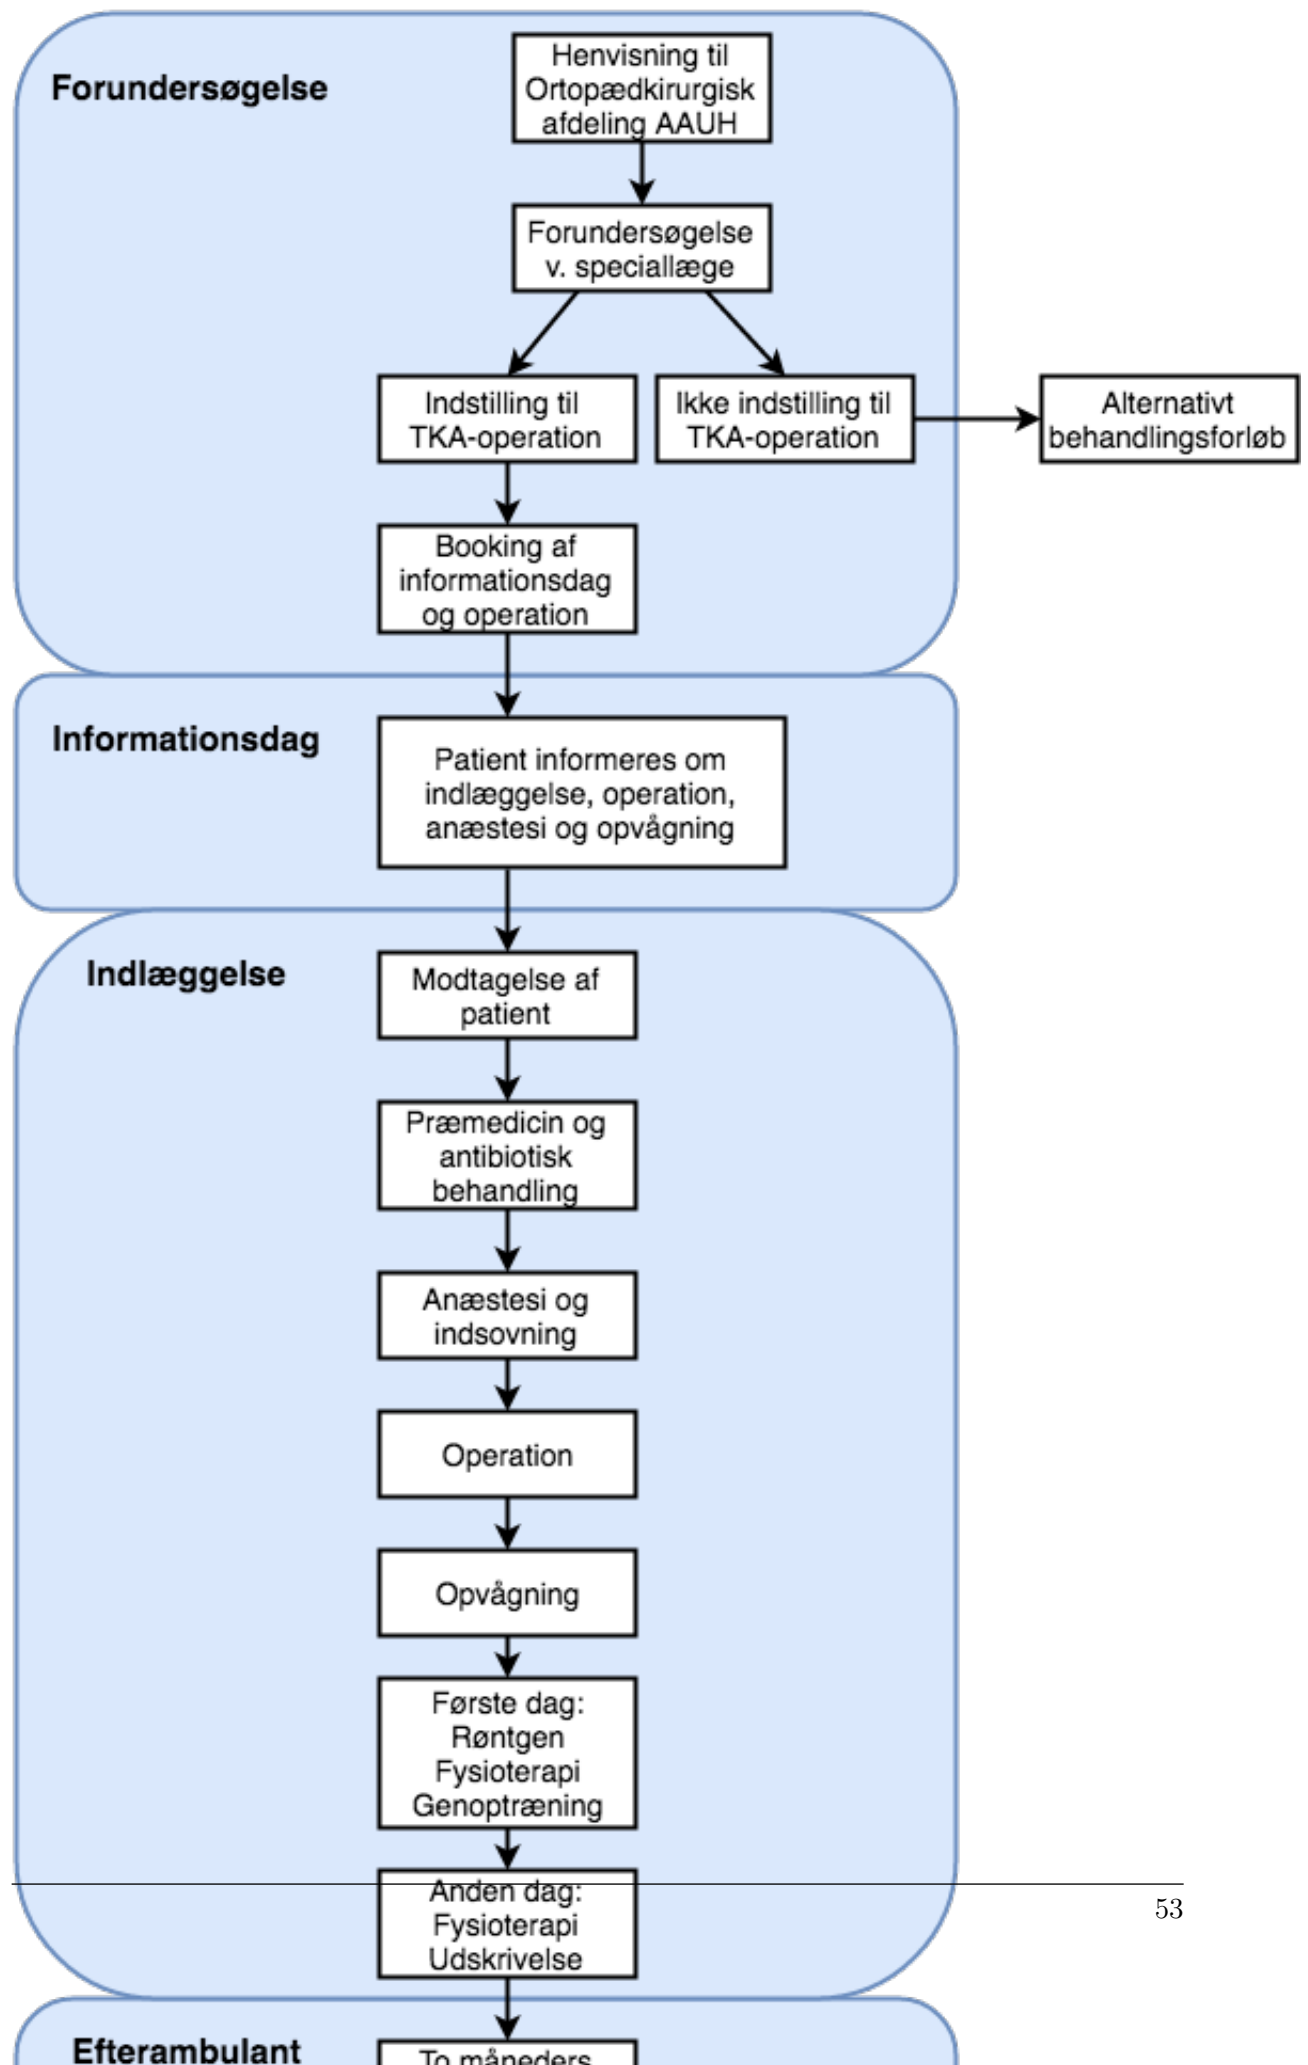 Forundersøgelse
Henvisning til
Ortopædkirurgisk
afdeling AAUH
Forundersøgelse
v. speciallæge
Indstilling til
TKA-operation
Ikke indstilling til
TKA-operation
Alternativt
behandlingsforløb
Booking af
informationsdag
og operation
Informationsdag
Patient informeres om
indlæggelse, operation,
anæstesi og opvågning
Indlæggelse
Modtagelse af
patient
Præmedicin og
antibiotisk
behandling
Anæstesi og
indsovning
Operation
Opvågning
Første dag:
Røntgen
Fysioterapi
Genoptræning
Anden dag:
Fysioterapi
Udskrivelse
53
Efterambulant
To måneders